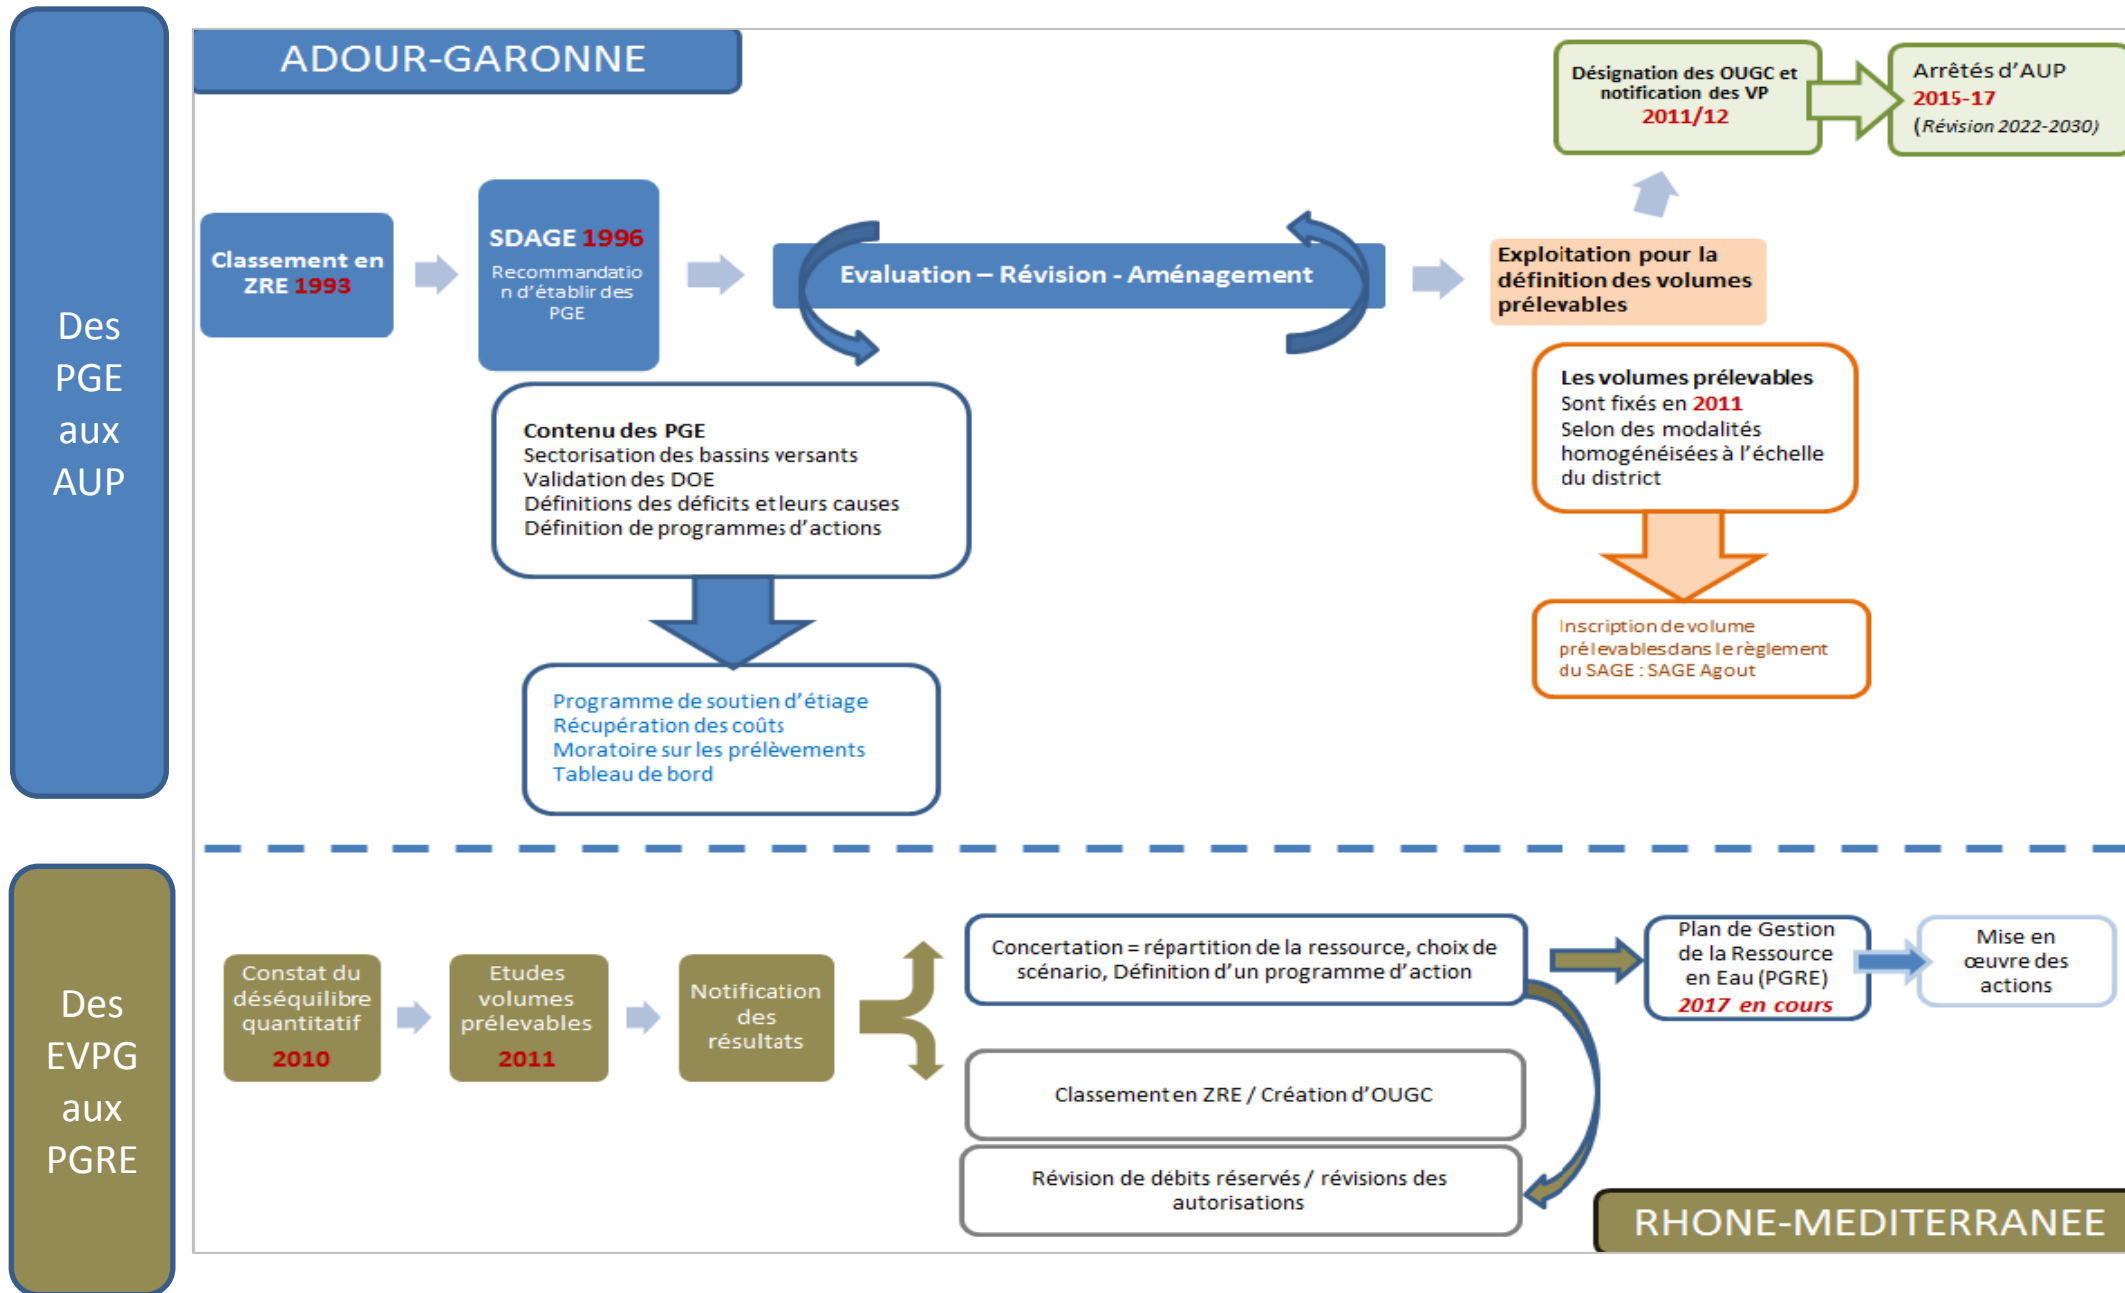 Des
PGE
aux
AUP
ADOUR-GARONNE
Classement en
ZRE 1993
SDAGE 1996
Recommandatio
n d'établir des
PGE
Evaluation – Révision - Aménagement
Exploitation pour la
définition des volumes
prélevables
Désignation des OUGC et
notification des VP
2011/12
Arrêtés d'AUP
2015-17
(Révision 2022-2030)
Contenu des PGE
Sectorisation des bassins versants
Validation des DOE
Définitions des déficits et leurs causes
Définition de programmes d'actions
Programme de soutien d'étiage
Récupération des coûts
Moratoire sur les prélèvements
Tableau de bord
Les volumes prélevables
Sont fixés en 2011
Selon des modalités
homogénéisées à l'échelle
du district
Inscription de volume
prélevables dans le règlement
du SAGE : SAGE Agout
Des
EVPG
aux
PGRE
Constat du
déséquilibre
quantitatif
2010
Etudes
volumes
prélevables
2011
Notification
des
résultats
Concertation = répartition de la ressource, choix de
scénario, Définition d'un programme d'action
Classement en ZRE / Création d'OUGC
Révision de débits réservés / révisions des
autorisations
Plan de Gestion
de la Ressource
en Eau (PGRE)
2017 en cours
Mise en
œuvre des
actions
RHONE-MEDITERRANEE